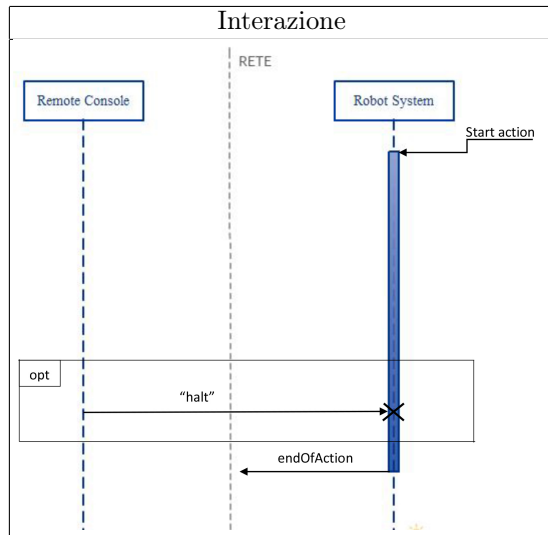 Interazione
RETE
Remote Console
Robot System
Start action
opt
“halt”
endOfAction